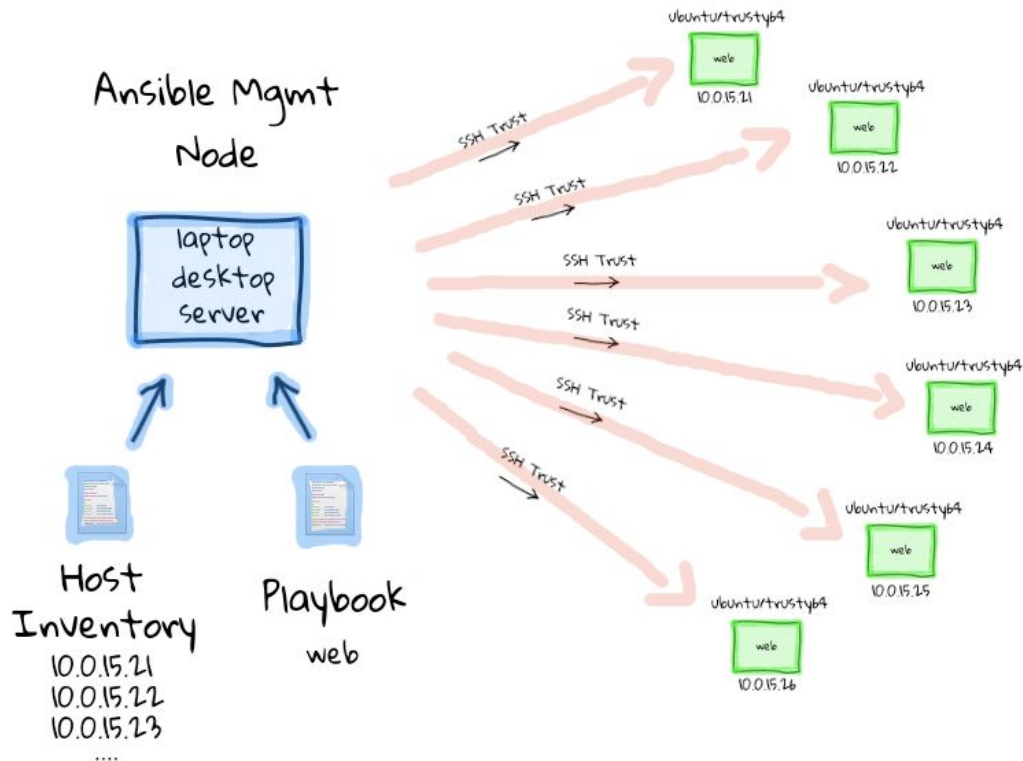 Ansible Mgmt
Node
laptop
desktop
server
Host
Inventory
10.0.15.21
10.0.15.22
10.0.15.23
....
Playbook
web
SSH Trust
SSH Trust
SSH Trust
SSH Trust
SSH Trust
SSH Trust
ubuntu/trusty64
web
10.0.15.21
ubuntu/trusty64
web
10.0.15.22
ubuntu/trusty64
web
10.0.15.23
ubuntu/trusty64
web
10.0.15.24
ubuntu/trusty64
web
10.0.15.25
ubuntu/trusty64
web
10.0.15.26